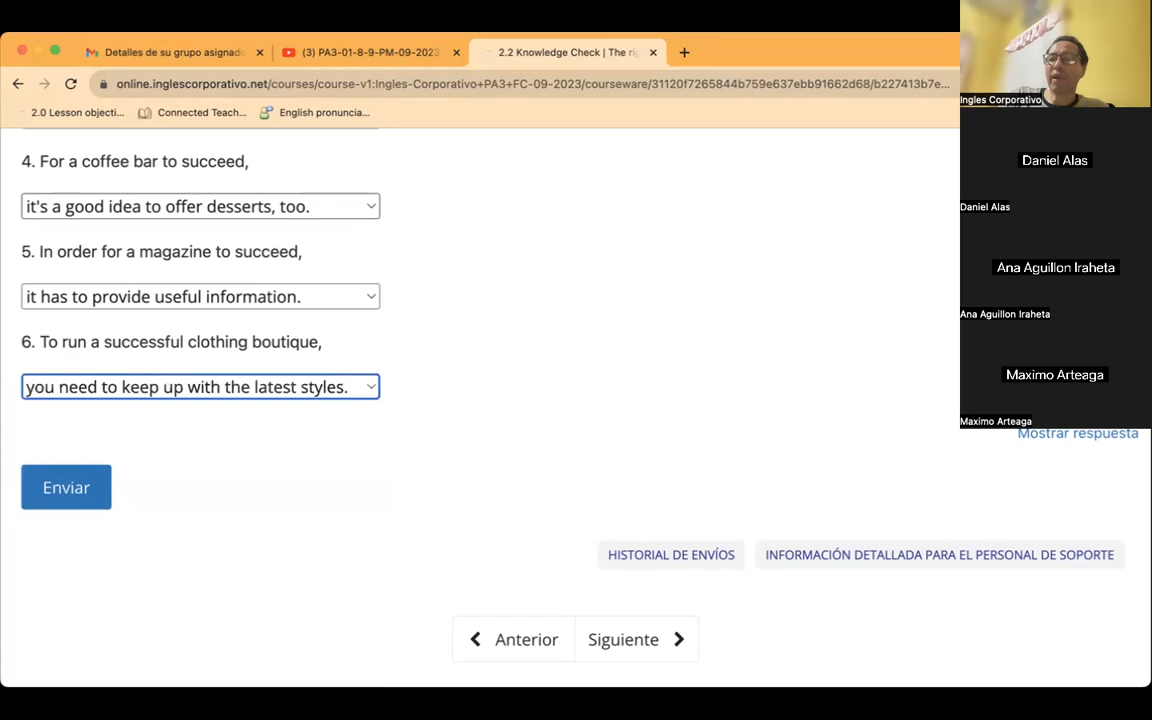 Detalles de su grupo asignad
(3) PA3-01-8-9-PM-09-2023
2.2 Knowledge Check | The ri
online.inglescorporativo.net/courses/course-v1:Ingles-Corporativo+PA3+FC-09-2023/courseware/31120f7265844b759e637ebb91662d68/b227413b7e...
2.0 Lesson objecti...
Connected Teach...
English pronuncia...
4. For a coffee bar to succeed,
it's a good idea to offer desserts, too.
5. In order for a magazine to succeed,
it has to provide useful information.
6. To run a successful clothing boutique,
you need to keep up with the latest styles.
Mostrar respuesta
Enviar
HISTORIAL DE ENVÍOS
INFORMACIÓN DETALLADA PARA EL PERSONAL DE SOPORTE
Anterior
Siguiente
Ingles Corporativo
Daniel Alas
Daniel Alas
Ana Aguillon Iraheta
Ana Aguillon Iraheta
Maximo Arteaga
Maximo Arteaga